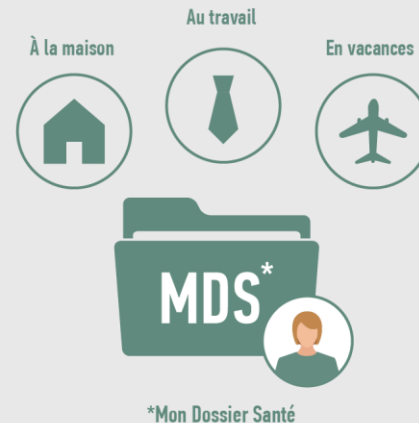 Au travail
À la maison
En vacances
MDS*
*Mon Dossier Santé